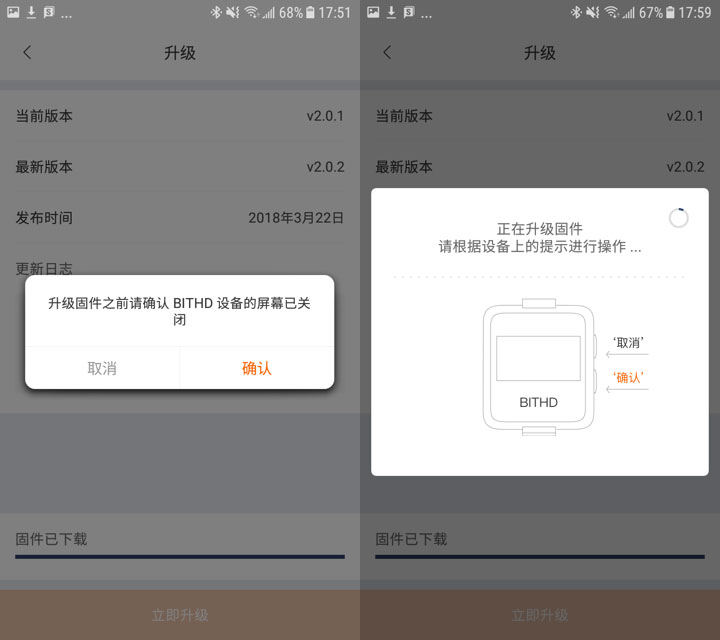 ... 68% 17:51
升级
当前版本 v2.0.1
最新版本 v2.0.2
发布时间 2018年3月22日
更新日志
升级固件之前请确认 BITHD 设备的屏幕已关
闭
取消 确认
固件已下载
立即升级
... 67% 17:59
升级
当前版本 v2.0.1
最新版本 v2.0.2
正在升级固件
请根据设备上的提示进行操作 ...
‘取消’
‘确认’
BITHD
固件已下载
立即升级